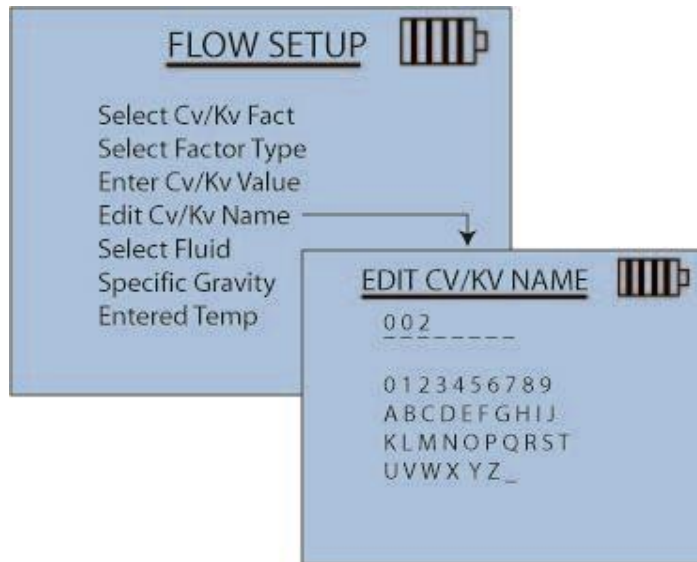 FLOW SETUP
Select Cv/Kv Fact
Select Factor Type
Enter Cv/Kv Value
Edit Cv/Kv Name
Select Fluid
Specific Gravity
Entered Temp
EDIT CV/KV NAME
002
0123456789
ABCDEFGHIJ
KLMNOPQRST
UVWXYZ_